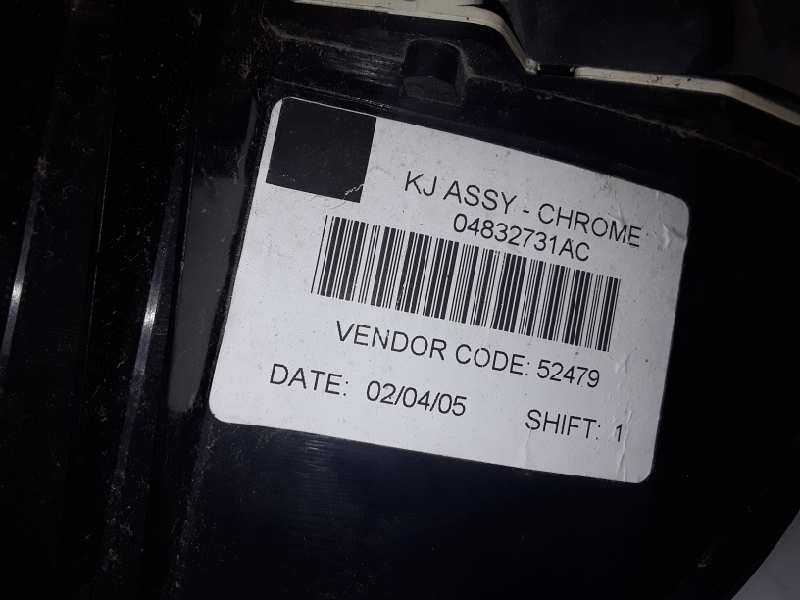 KJ ASSY - CHROME
04832731AC
VENDOR CODE: 52479
DATE: 02/04/05 SHIFT: 1